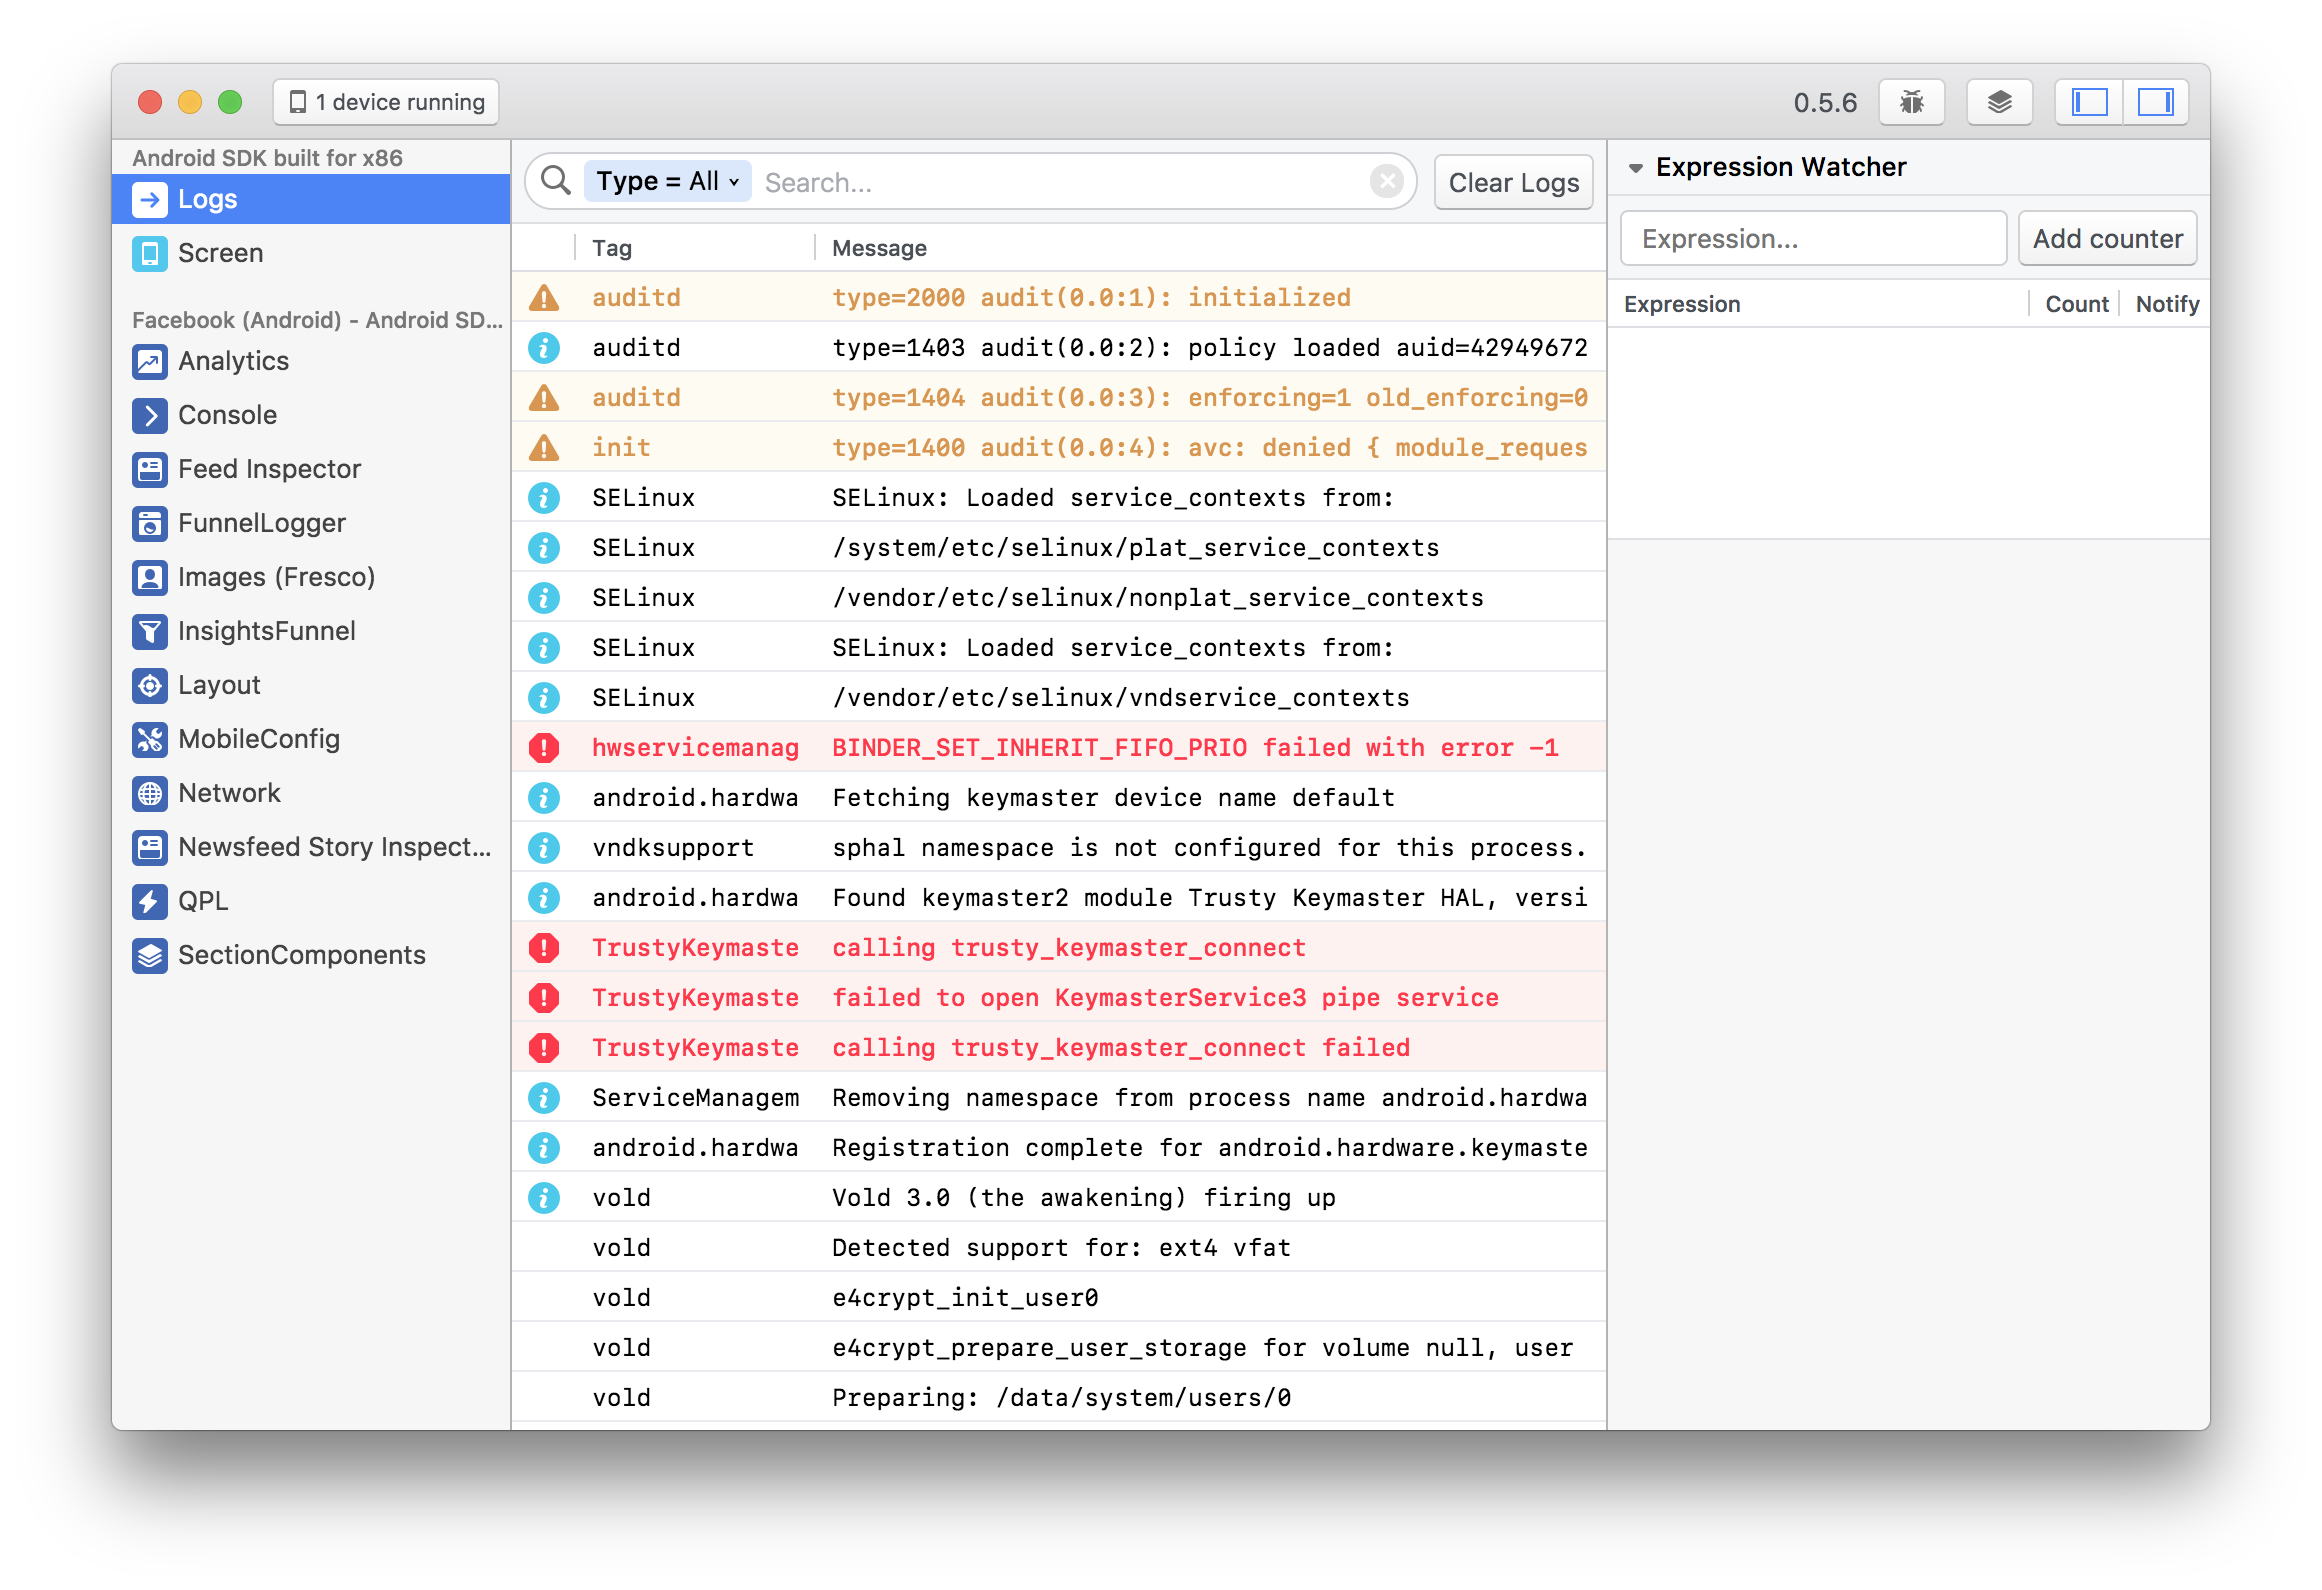 1 device running
0.5.6
Android SDK built for x86
Logs
Screen
Facebook (Android) - Android SD...
Analytics
Console
Feed Inspector
FunnelLogger
Images (Fresco)
InsightsFunnel
Layout
MobileConfig
Network
Newsfeed Story Inspect...
QPL
SectionComponents
Type = All Search... Clear Logs
Tag Message
auditd type=2000 audit(0.0:1): initialized
auditd type=1403 audit(0.0:2): policy loaded auid=42949672
auditd type=1404 audit(0.0:3): enforcing=1 old_enforcing=0
init type=1400 audit(0.0:4): avc: denied { module_reques
SELinux SELinux: Loaded service_contexts from:
SELinux /system/etc/selinux/plat_service_contexts
SELinux /vendor/etc/selinux/nonplat_service_contexts
SELinux SELinux: Loaded service_contexts from:
SELinux /vendor/etc/selinux/vndservice_contexts
hwservicemanag BINDER_SET_INHERIT_FIFO_PRIO failed with error -1
android.hardwa Fetching keymaster device name default
vndksupport sphal namespace is not configured for this process.
android.hardwa Found keymaster2 module Trusty Keymaster HAL, versi
TrustyKeymaste calling trusty_keymaster_connect
TrustyKeymaste failed to open KeymasterService3 pipe service
TrustyKeymaste calling trusty_keymaster_connect failed
ServiceManagem Removing namespace from process name android.hardwa
android.hardwa Registration complete for android.hardware.keymaste
vold Vold 3.0 (the awakening) firing up
vold Detected support for: ext4 vfat
vold e4crypt_init_user0
vold e4crypt_prepare_user_storage for volume null, user
vold Preparing: /data/system/users/0
Expression Watcher
Expression... Add counter
Expression Count Notify